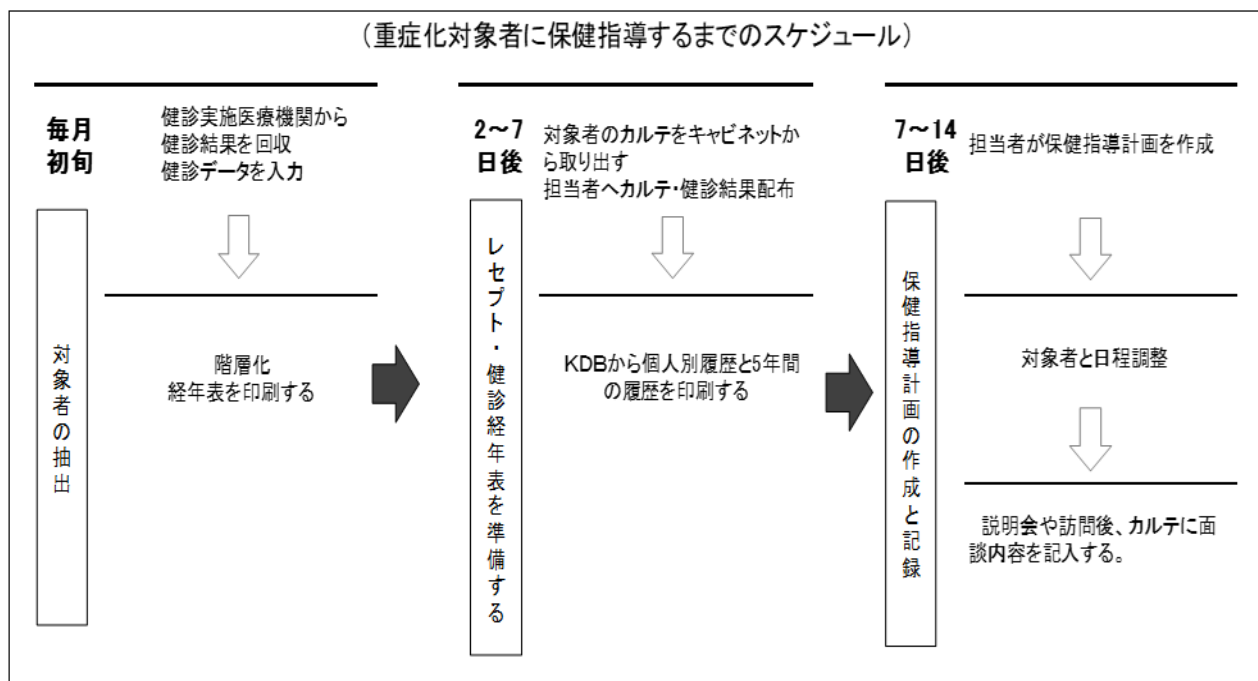 （重症化対象者に保健指導するまでのスケジュール）
毎月
初旬
健診実施医療機関から
健診結果を回収
健診データを入力
対象者の抽出
階層化
経年表を印刷する
2～7
日後
対象者のカルテをキャビネットか
ら取り出す
担当者へカルテ・健診結果配布
レセプト・健診経年表を準備する
KDBから個人別履歴と5年間
の履歴を印刷する
7～14
日後
担当者が保健指導計画を作成
保健指導計画の作成と記録
対象者と日程調整
説明会や訪問後、カルテに面
談内容を記入する。